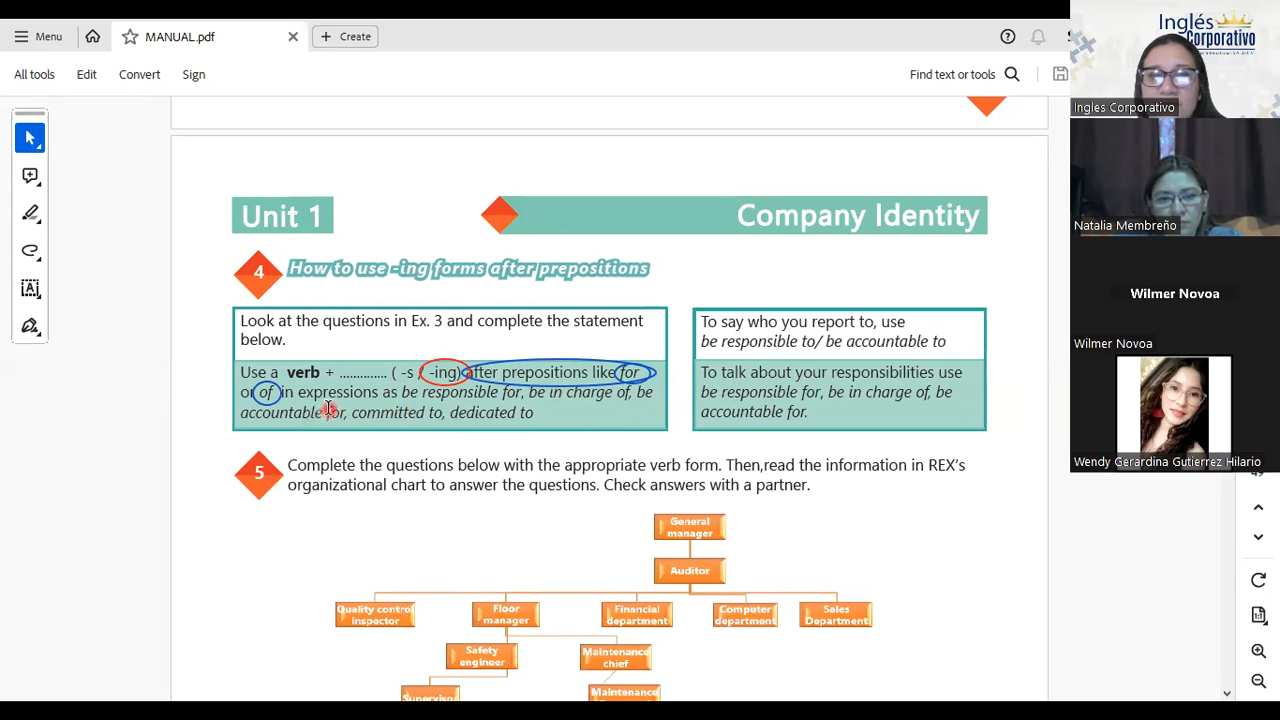 Menu
MANUAL.pdf
Create
All tools
Edit
Convert
Sign
Find text or tools
Unit 1
Company Identity
4
How to use -ing forms after prepositions
Look at the questions in Ex. 3 and complete the statement
below.
Use a verb + .............. ( -s / -ing) after prepositions like for
or of in expressions as be responsible for, be in charge of, be
accountable for, committed to, dedicated to
To say who you report to, use
be responsible to/ be accountable to
To talk about your responsibilities use
be responsible for, be in charge of, be
accountable for.
5
Complete the questions below with the appropriate verb form. Then,read the information in REX's
organizational chart to answer the questions. Check answers with a partner.
General
manager
Auditor
Quality control
inspector
Floor
manager
Financial
department
Computer
department
Sales
Department
Safety
engineer
Maintenance
chief
Supervisor
Maintenance
Inglés
Corporativo
Ingles Corporativo
Natalia Membreño
Wilmer Novoa
Wilmer Novoa
Wendy Gerardina Gutierrez Hilario